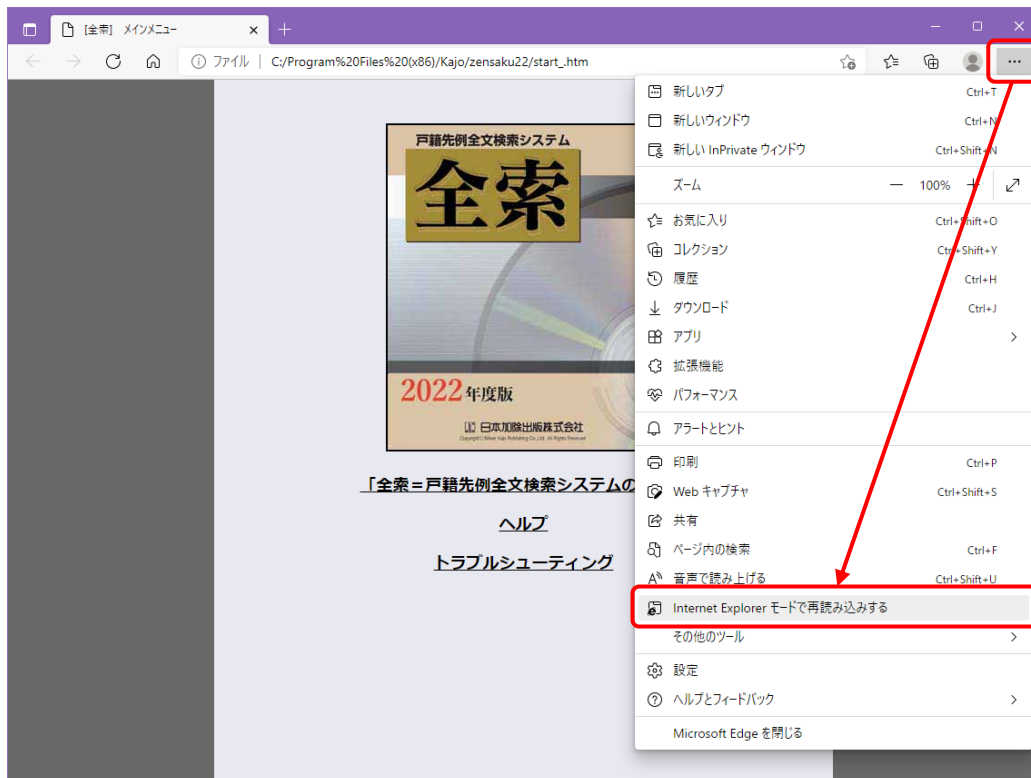 [全索] メインメニュー
ファイル | C:/Program%20Files%20(x86)/Kajo/zensaku22/start_.htm
戸籍先例全文検索システム
全索
2022年度版
日本加除出版株式会社
「全索＝戸籍先例全文検索システムの
ヘルプ
トラブルシューティング
新しいタブ Ctrl+T
新しいウィンドウ Ctrl+N
新しい InPrivate ウィンドウ Ctrl+Shift+N
ズーム — 100% +
お気に入り Ctrl+Shift+O
コレクション Ctrl+Shift+Y
履歴 Ctrl+H
ダウンロード Ctrl+J
アプリ
拡張機能
パフォーマンス
アラートとヒント
印刷 Ctrl+P
Web キャプチャ Ctrl+Shift+S
共有
ページ内の検索 Ctrl+F
音声で読み上げる Ctrl+Shift+U
Internet Explorer モードで再読み込みする
その他のツール
設定
ヘルプとフィードバック
Microsoft Edge を閉じる